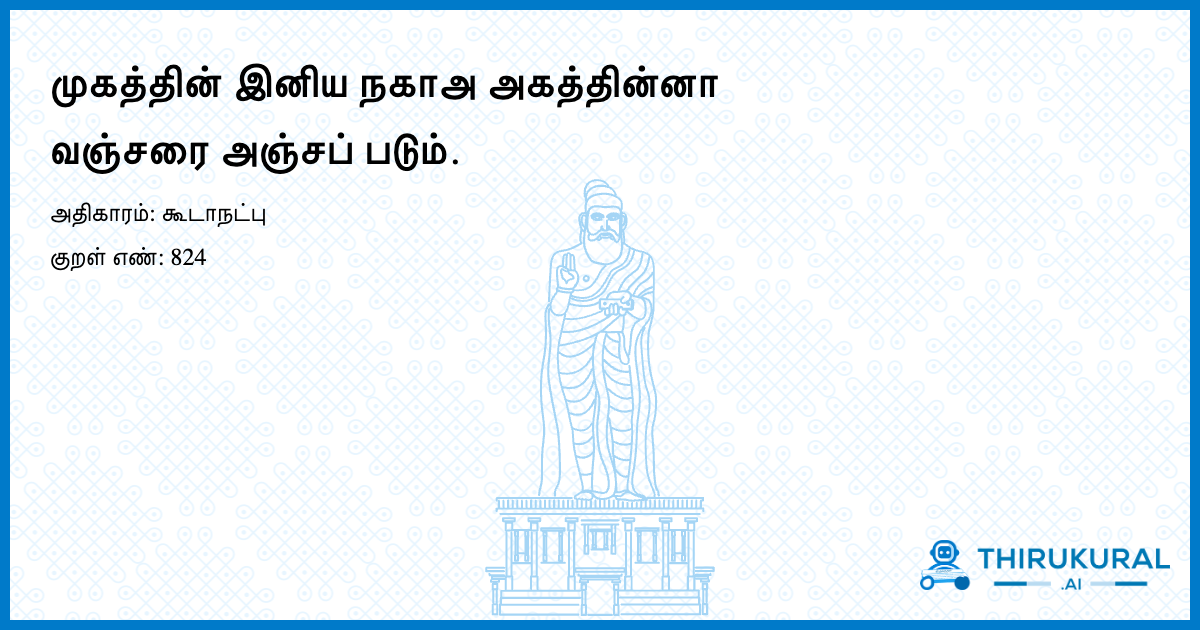 முகத்தின் இனிய நகாஅ அகத்தின்னா
வஞ்சரை அஞ்சப் படும்.
அதிகாரம்: கூடாநட்பு
குறள் எண்: 824
THIRUKURAL
.AI